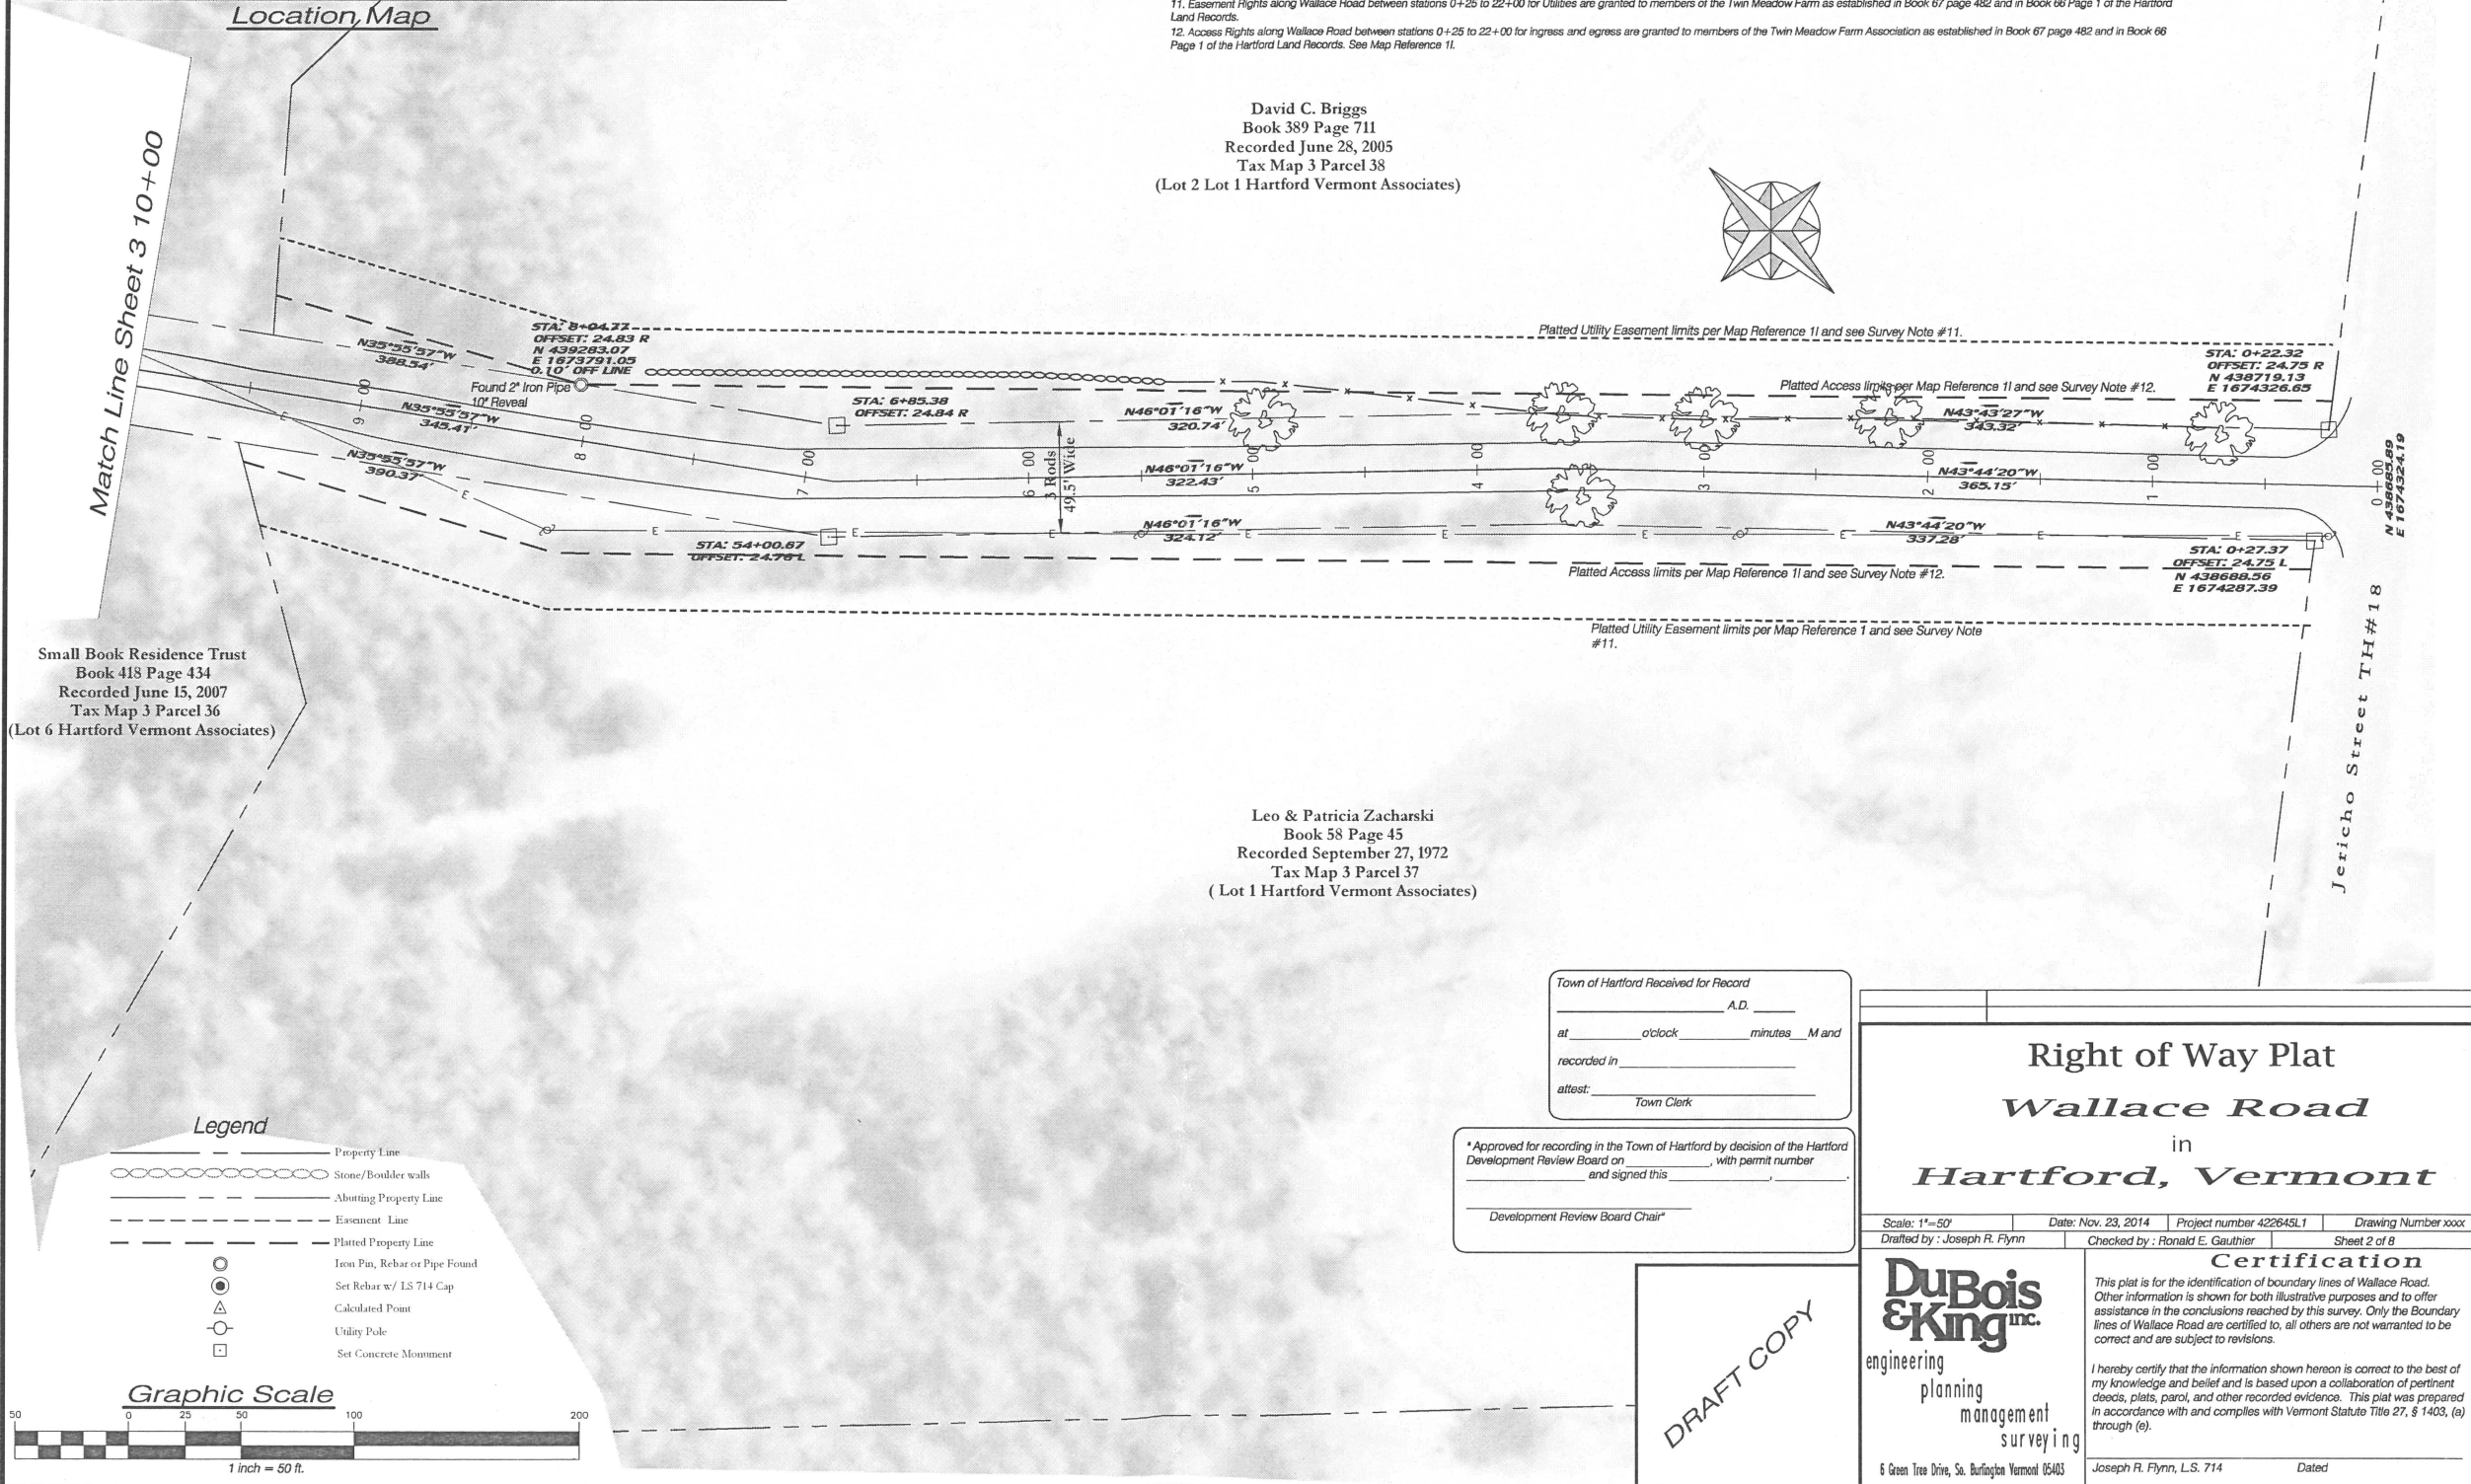 Location Map
11. Easement Rights along Wallace Road between stations 0+25 to 22+00 for Utilities are granted to members of the Twin Meadow Farm as established in Book 67 page 482 and in Book 66 Page 1 of the Hartford
Land Records.
12. Access Rights along Wallace Road between stations 0+25 to 22+00 for ingress and egress are granted to members of the Twin Meadow Farm Association as established in Book 67 page 482 and in Book 66
Page 1 of the Hartford Land Records. See Map Reference 1I.
David C. Briggs
Book 389 Page 711
Recorded June 28, 2005
Tax Map 3 Parcel 38
(Lot 2 Lot 1 Hartford Vermont Associates)
Match Line Sheet 3 10+00
STA: 8+04.77
OFFSET: 24.83 R
N 439283.07
E 1673791.05
0.10' OFF LINE
Found 2" Iron Pipe
10" Reveal
N35°55'57"W
388.54'
N35°55'57"W
345.41'
N35°55'57"W
390.37'
STA: 6+85.38
OFFSET: 24.84 R
3 Rods
49.5' Wide
N46°01'16"W
320.74'
N46°01'16"W
322.43'
N46°01'16"W
324.12'
STA: 54+00.67
OFFSET: 24.76 L
Platted Utility Easement limits per Map Reference 1I and see Survey Note #11.
Platted Access limits per Map Reference 1I and see Survey Note #12.
N43°43'27"W
343.32'
N43°44'20"W
365.15'
N43°44'20"W
337.28'
STA: 0+22.32
OFFSET: 24.75 R
N 438719.13
E 1674326.65
9 00
8 00
7 00
6 00
5 00
4 00
3 00
2 00
1 00
0+00
N 438685.89
E 1674324.19
STA: 0+27.37
OFFSET: 24.75 L
N 438688.56
E 1674287.39
Platted Access limits per Map Reference 1I and see Survey Note #12.
Platted Utility Easement limits per Map Reference 1 and see Survey Note
#11.
Jericho Street TH#18
Small Book Residence Trust
Book 418 Page 434
Recorded June 15, 2007
Tax Map 3 Parcel 36
(Lot 6 Hartford Vermont Associates)
Leo & Patricia Zacharski
Book 58 Page 45
Recorded September 27, 1972
Tax Map 3 Parcel 37
( Lot 1 Hartford Vermont Associates)
Legend
Property Line
Stone/Boulder walls
Abutting Property Line
Easement Line
Platted Property Line
Iron Pin, Rebar or Pipe Found
Set Rebar w/ LS 714 Cap
Calculated Point
Utility Pole
Set Concrete Monument
Graphic Scale
50 0 25 50 100 200
1 inch = 50 ft.
Town of Hartford Received for Record
A.D.
at o'clock minutes M and
recorded in
attest:
Town Clerk
"Approved for recording in the Town of Hartford by decision of the Hartford
Development Review Board on , with permit number
and signed this , .
Development Review Board Chair"
DRAFT COPY
Right of Way Plat
Wallace Road
in
Hartford, Vermont
Scale: 1"=50' Date: Nov. 23, 2014 Project number 422645L1 Drawing Number xxxx
Drafted by : Joseph R. Flynn Checked by : Ronald E. Gauthier Sheet 2 of 8
DuBois
&King inc.
engineering
planning
management
surveying
6 Green Tree Drive, So. Burlington Vermont 05403
Certification
This plat is for the identification of boundary lines of Wallace Road.
Other information is shown for both illustrative purposes and to offer
assistance in the conclusions reached by this survey. Only the Boundary
lines of Wallace Road are certified to, all others are not warranted to be
correct and are subject to revisions.
I hereby certify that the information shown hereon is correct to the best of
my knowledge and belief and is based upon a collaboration of pertinent
deeds, plats, parol, and other recorded evidence. This plat was prepared
in accordance with and complies with Vermont Statute Title 27, § 1403, (a)
through (e).
Joseph R. Flynn, L.S. 714 Dated